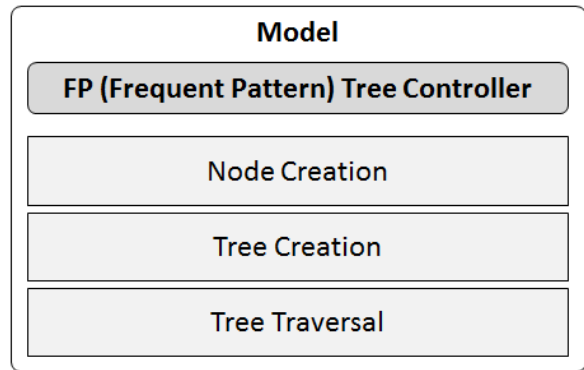 Model
FP (Frequent Pattern) Tree Controller
Node Creation
Tree Creation
Tree Traversal